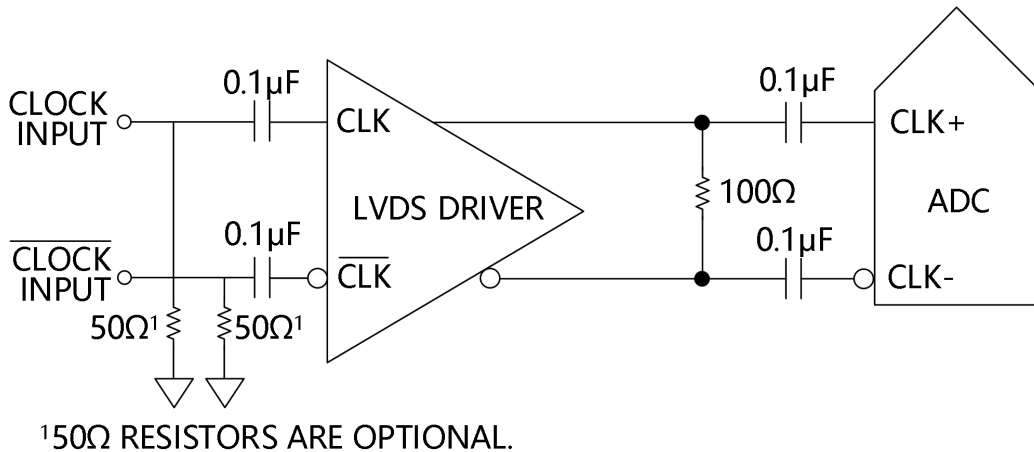 0.1µF
CLOCK
INPUT
CLK
0.1µF
CLK+
LVDS DRIVER
100Ω
ADC
0.1µF
CLOCK
INPUT
CLK
0.1µF
CLK-
50Ω¹
50Ω¹
¹50Ω RESISTORS ARE OPTIONAL.